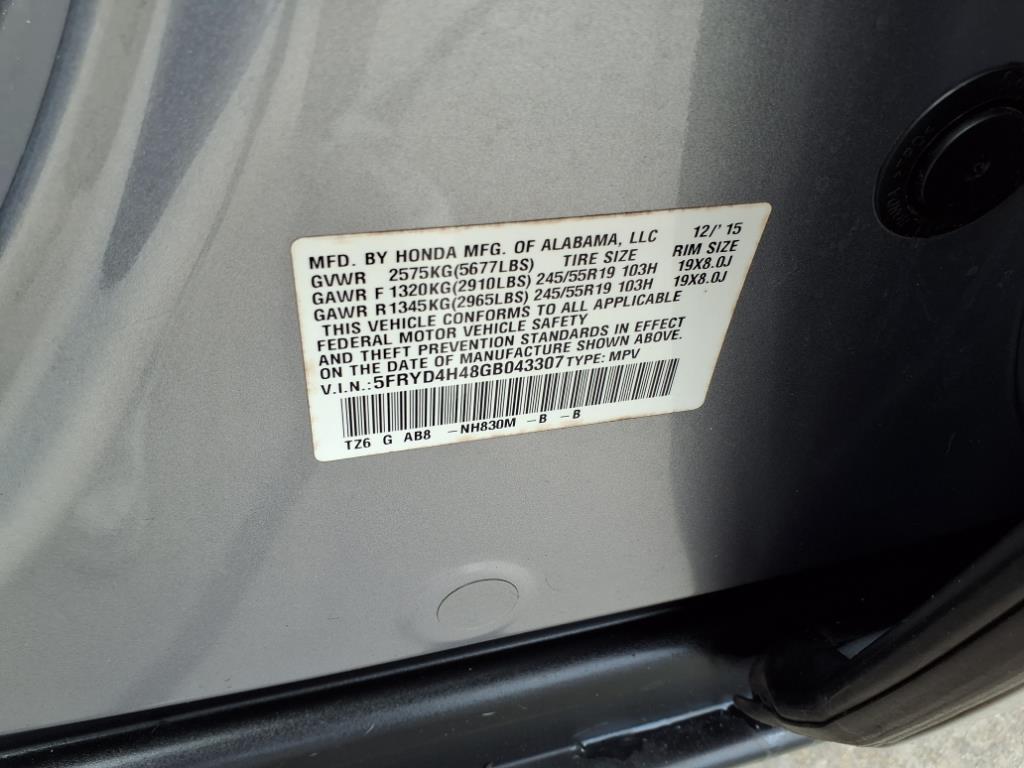 MFD. BY HONDA MFG. OF ALABAMA, LLC 12/'15
GVWR 2575KG(5677LBS) TIRE SIZE RIM SIZE
GAWR F 1320KG(2910LBS) 245/55R19 103H 19X8.0J
GAWR R 1345KG(2965LBS) 245/55R19 103H 19X8.0J
THIS VEHICLE CONFORMS TO ALL APPLICABLE
FEDERAL MOTOR VEHICLE SAFETY
AND THEFT PREVENTION STANDARDS IN EFFECT
ON THE DATE OF MANUFACTURE SHOWN ABOVE.
V.I.N.: 5FRYD4H48GB043307 TYPE: MPV
TZ6 G AB8 -NH830M -B -B